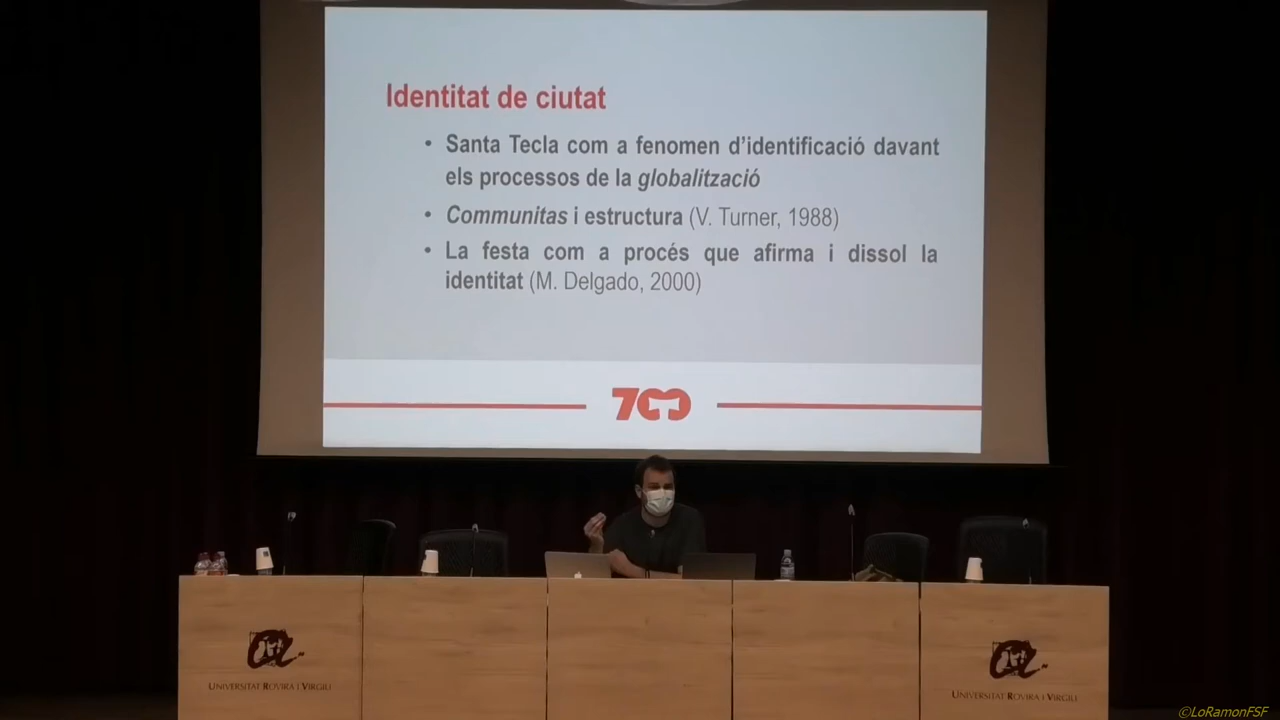 Identitat de ciutat
• Santa Tecla com a fenomen d'identificació davant
els processos de la globalització
• Communitas i estructura (V. Turner, 1988)
• La festa com a procés que afirma i dissol la
identitat (M. Delgado, 2000)
700
UNIVERSITAT ROVIRA I VIRGILI
UNIVERSITAT ROVIRA I VIRGILI
©LoRamonFSF